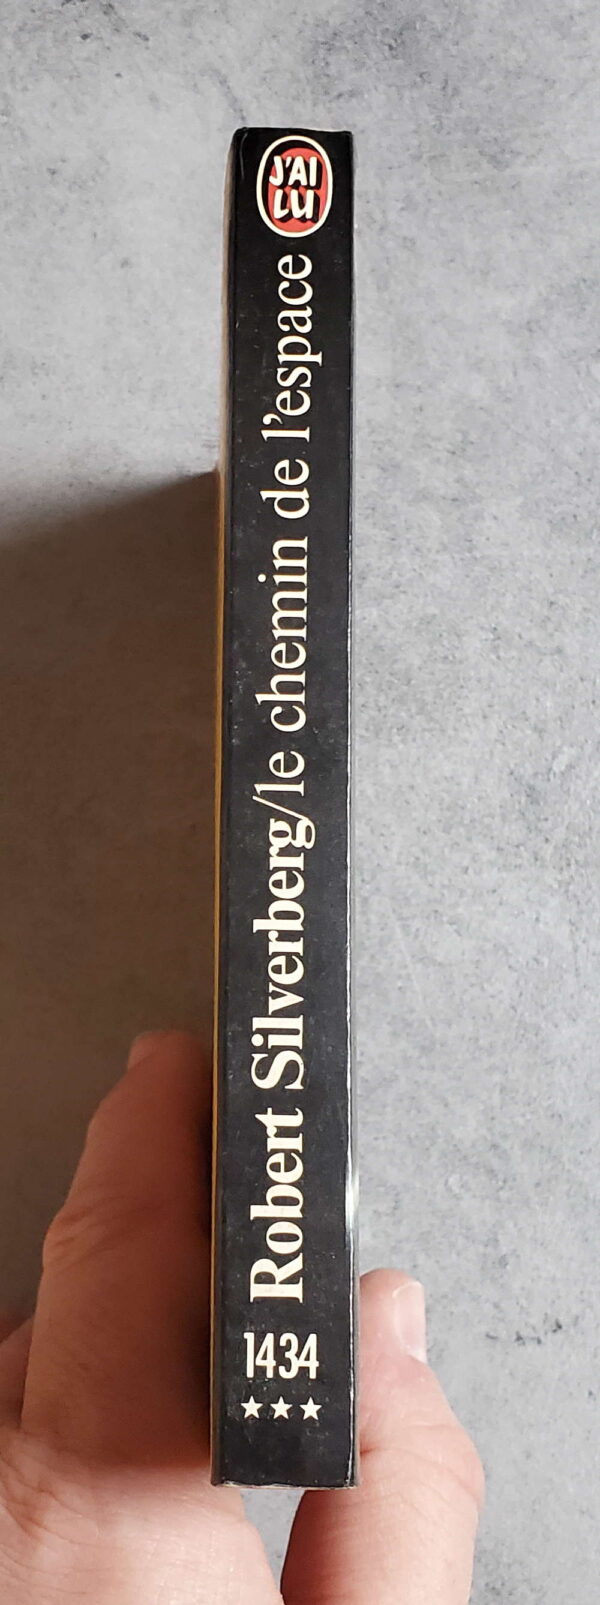 J'AI
LU
Robert Silverberg/le chemin de l'espace
1434
★★★